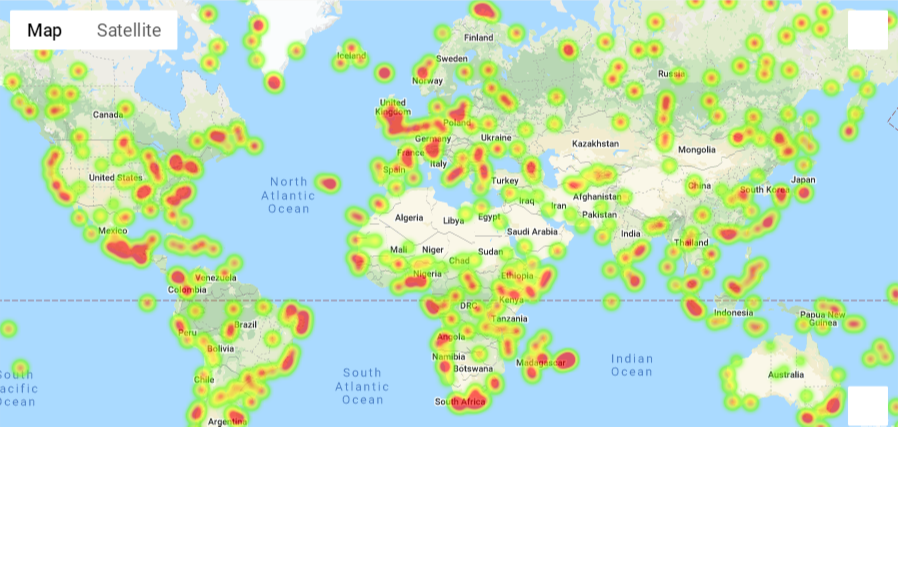 Map Satellite
Iceland
Finland
Sweden
Norway
Russia
Canada
United
Kingdom
Poland
Germany
Ukraine
Kazakhstan
Mongolia
France
Italy
Spain
Turkey
United States
North
Atlantic
Ocean
China
South Korea
Japan
Iraq
Iran
Afghanistan
Pakistan
Algeria
Libya
Egypt
Saudi Arabia
Mexico
India
Thailand
Mali
Niger
Sudan
Chad
Nigeria
Ethiopia
Venezuela
Colombia
Kenya
DRC
Tanzania
Indonesia
Papua New
Guinea
Peru
Brazil
Bolivia
Angola
Namibia
Botswana
Madagascar
Indian
Ocean
South
Atlantic
Ocean
South
acific
Ocean
Chile
Australia
South Africa
Argentina